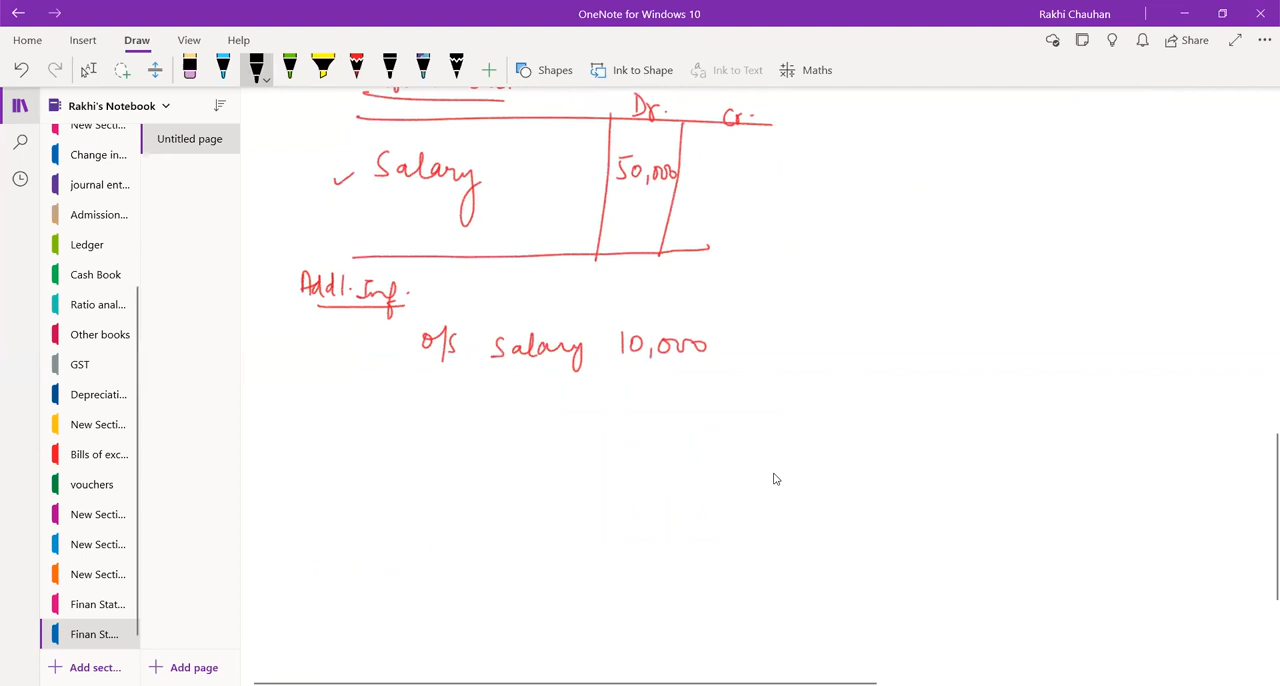 OneNote for Windows 10
Rakhi Chauhan
Home
Insert
Draw
View
Help
Share
Shapes
Ink to Shape
Ink to Text
Maths
Rakhi's Notebook
New Secti...
Untitled page
Change in...
journal ent...
Admission...
Ledger
Cash Book
Ratio anal...
Other books
GST
Depreciati...
New Secti...
Bills of exc...
vouchers
New Secti...
New Secti...
New Secti...
Finan Stat...
Finan St....
Add sect...
Add page
Dr. Cr.
Salary 50,000
Addl. Inf.
o/s salary 10,000